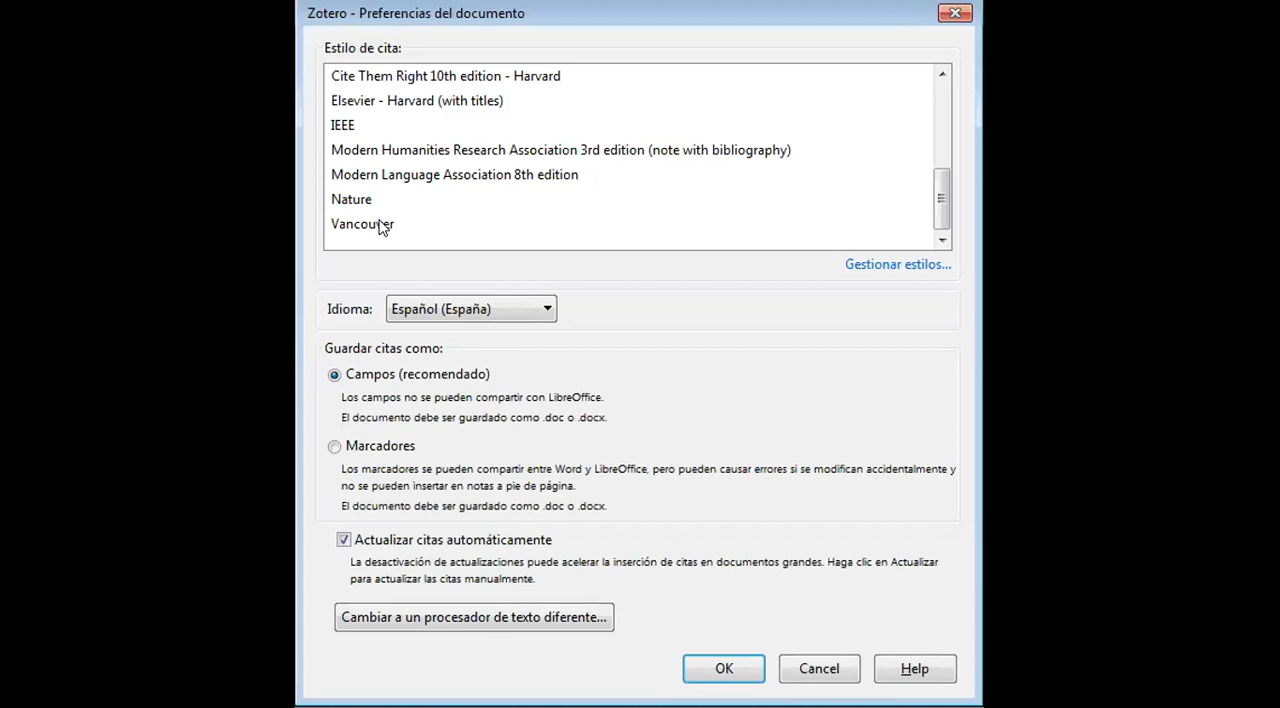 Zotero - Preferencias del documento
Estilo de cita:
Cite Them Right 10th edition - Harvard
Elsevier - Harvard (with titles)
IEEE
Modern Humanities Research Association 3rd edition (note with bibliography)
Modern Language Association 8th edition
Nature
Vancouver
Gestionar estilos...
Idioma: Español (España)
Guardar citas como:
Campos (recomendado)
Los campos no se pueden compartir con LibreOffice.
El documento debe ser guardado como .doc o .docx.
Marcadores
Los marcadores se pueden compartir entre Word y LibreOffice, pero pueden causar errores si se modifican accidentalmente y
no se pueden insertar en notas a pie de página.
El documento debe ser guardado como .doc o .docx.
Actualizar citas automáticamente
La desactivación de actualizaciones puede acelerar la inserción de citas en documentos grandes. Haga clic en Actualizar
para actualizar las citas manualmente.
Cambiar a un procesador de texto diferente...
OK Cancel Help